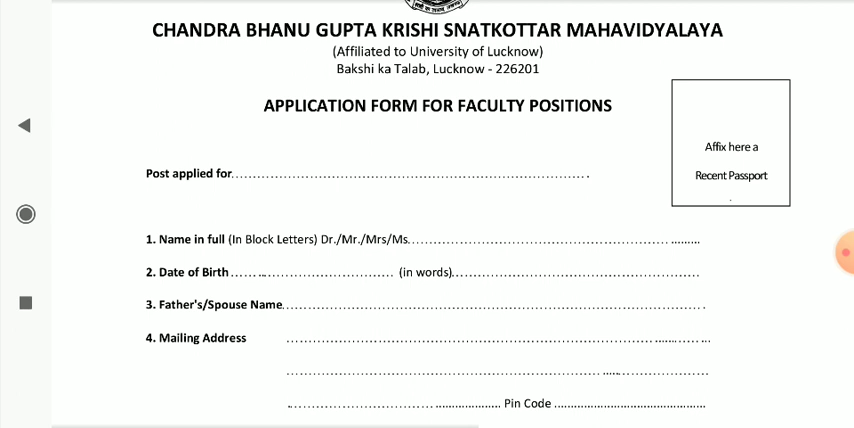 CHANDRA BHANU GUPTA KRISHI SNATKOTTAR MAHAVIDYALAYA
(Affiliated to University of Lucknow)
Bakshi ka Talab, Lucknow - 226201
APPLICATION FORM FOR FACULTY POSITIONS
Affix here a
Recent Passport
Post applied for................................................................................
1. Name in full (In Block Letters) Dr./Mr./Mrs/Ms....................................................................
2. Date of Birth...................................... (in words).........................................................
3. Father's/Spouse Name..................................................................................................
4. Mailing Address ..................................................................................................
..................................................................................................
.................................................. Pin Code ...........................................